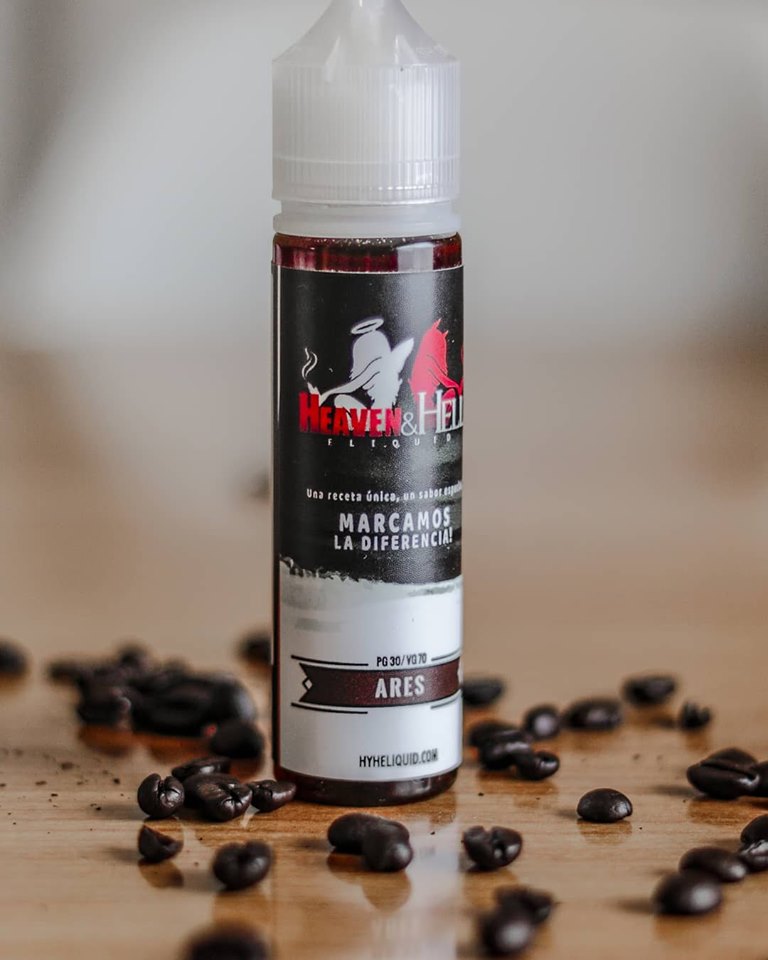 HEAVEN & HELL
ELIQUID
Una receta única, un sabor
MARCAMOS
LA DIFERENCIA!
PG 30/VG 70
ARES
HYHELIQUID.COM